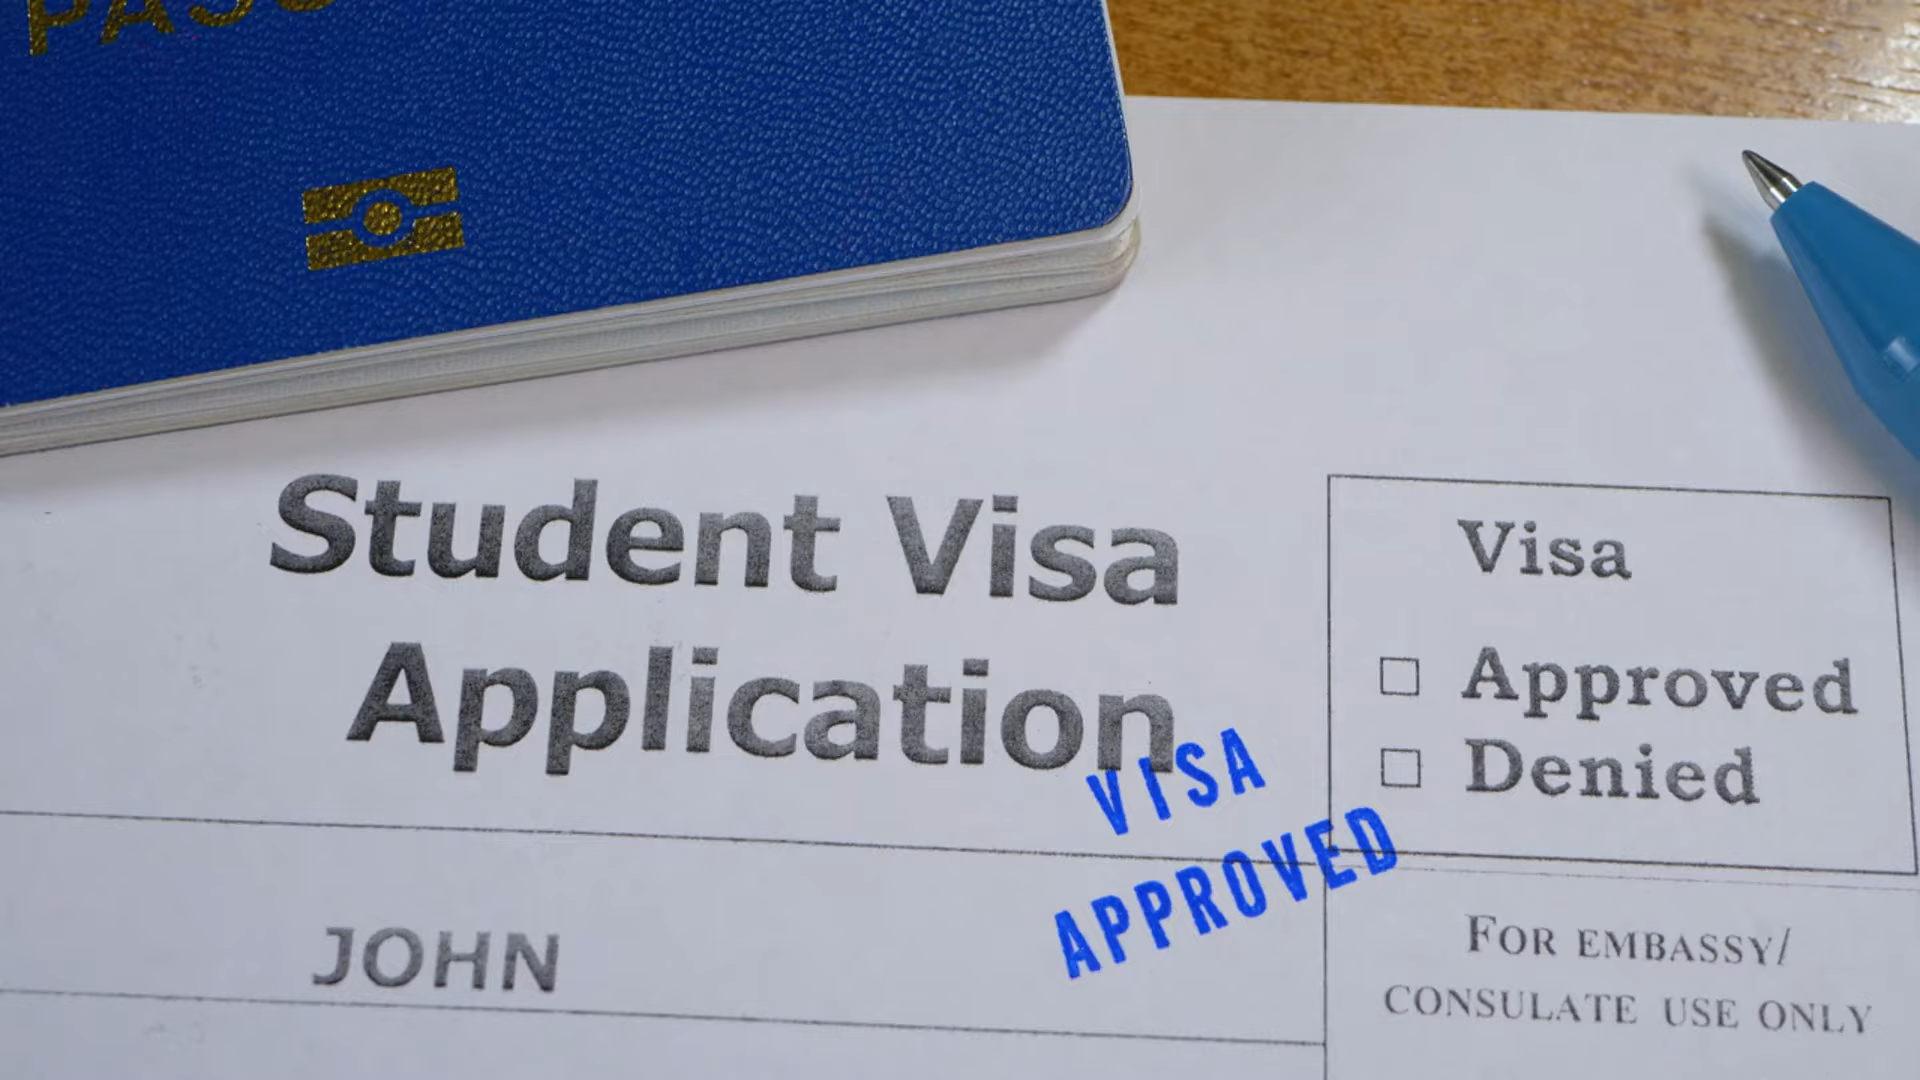 Student Visa
Application
Visa
☐ Approved
☐ Denied
VISA
APPROVED
JOHN
FOR EMBASSY/
CONSULATE USE ONLY